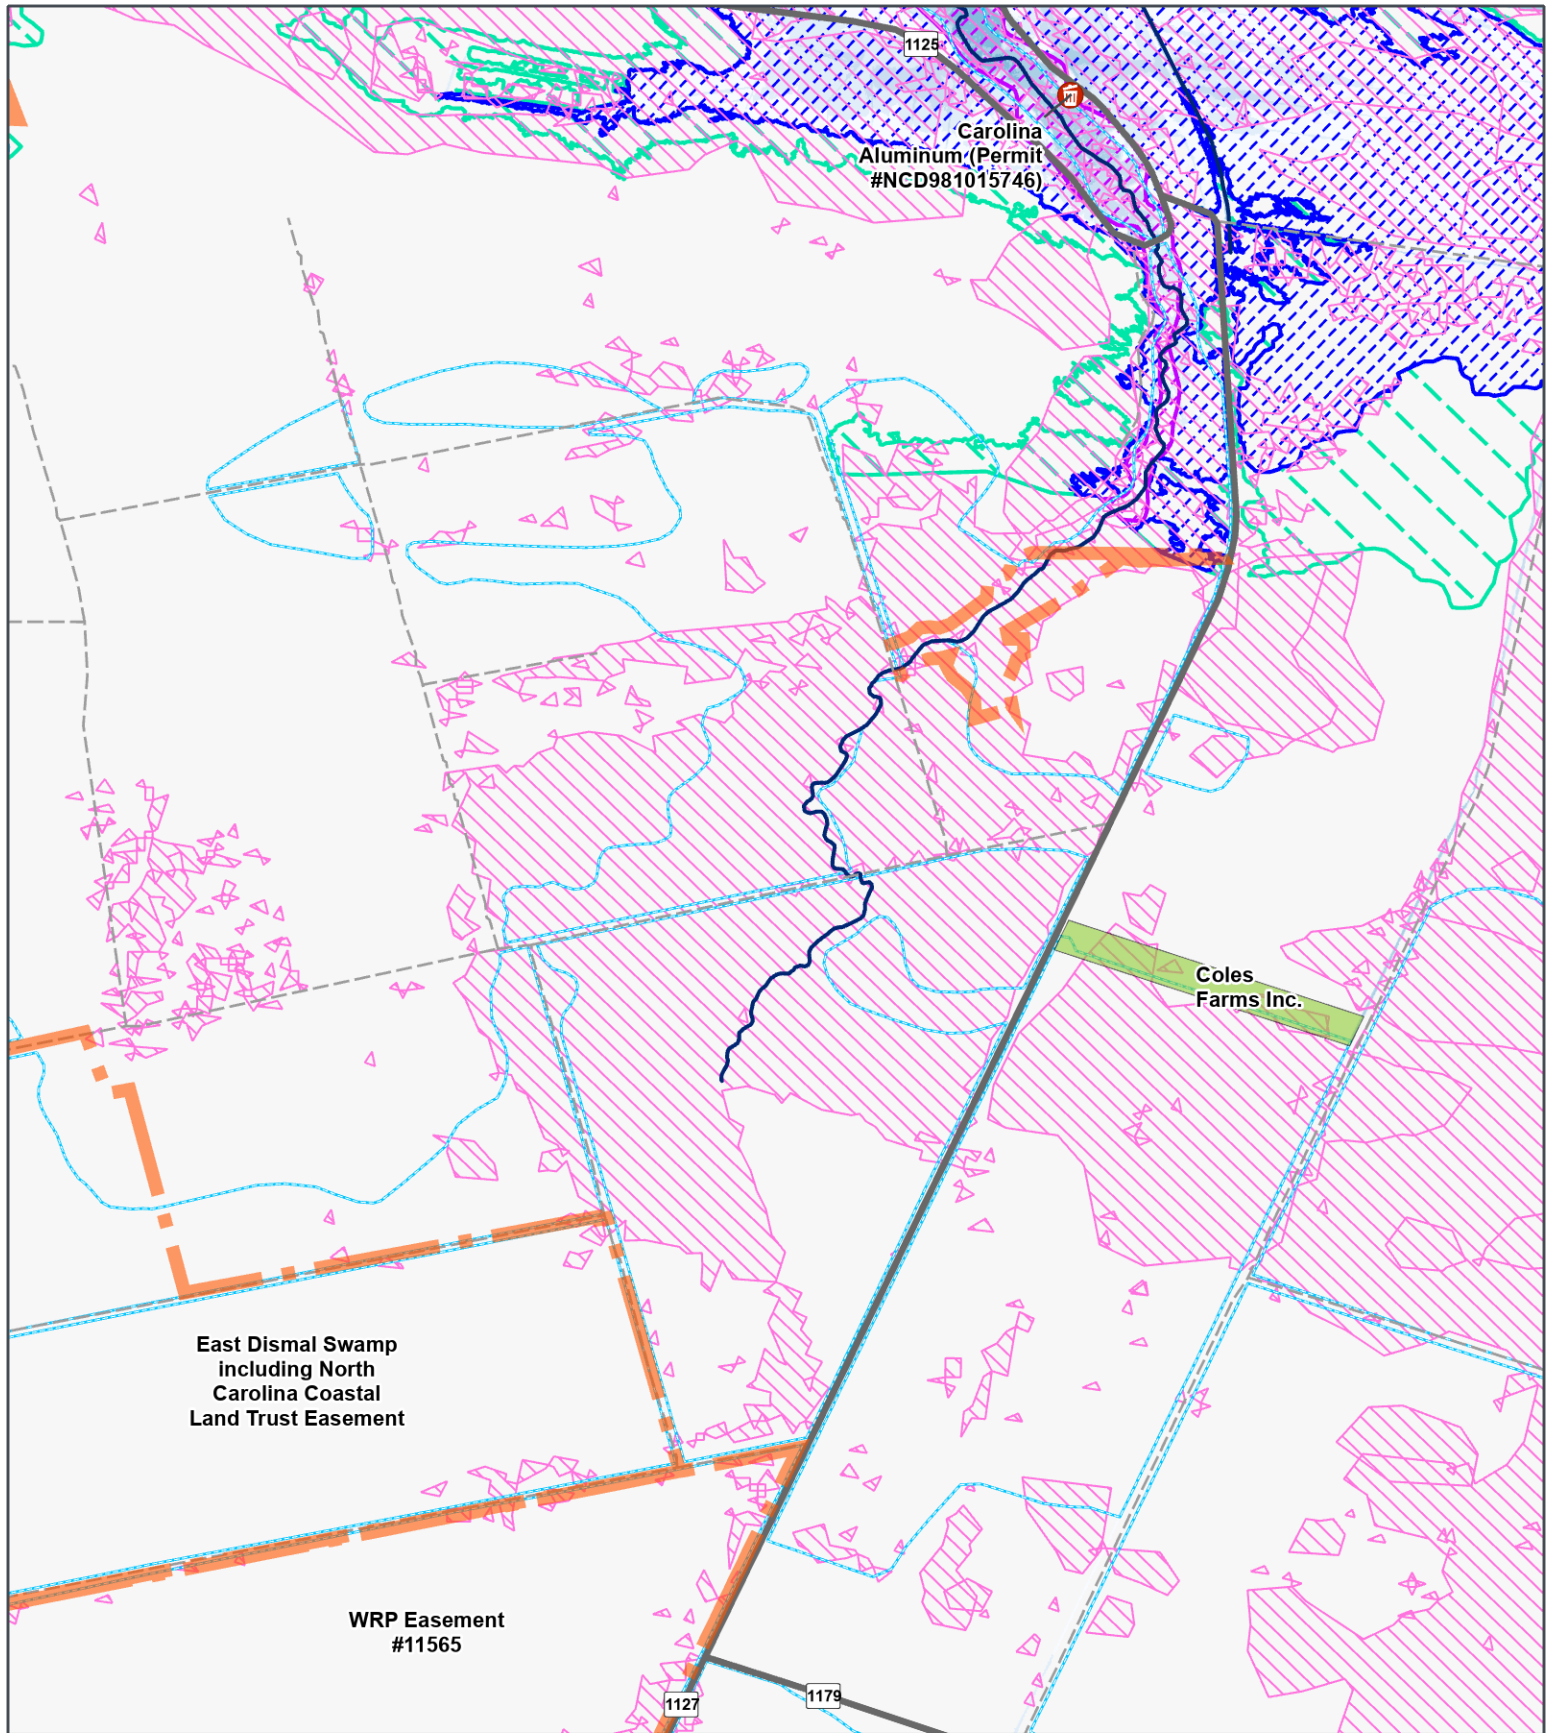 1125
Carolina
Aluminum (Permit
#NCD981015746)
Coles
Farms Inc.
East Dismal Swamp
including North
Carolina Coastal
Land Trust Easement
WRP Easement
#11565
1127
1179